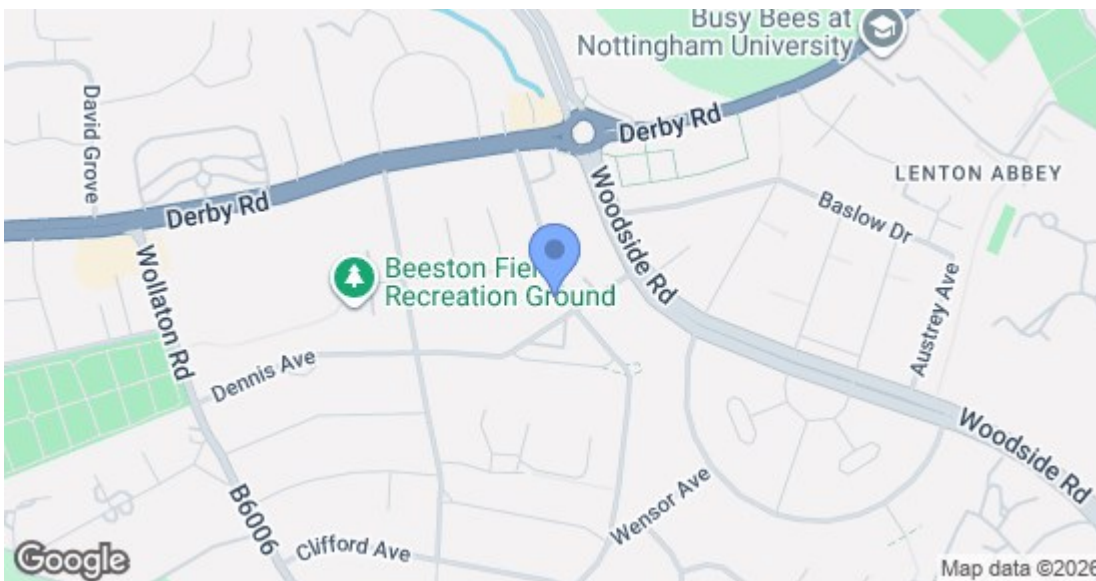 Busy Bees at
Nottingham University
David Grove
Derby Rd
LENTON ABBEY
Derby Rd
Woodside Rd
Baslow Dr
Wollaton Rd
Beeston Fiel
Recreation Ground
Austrey Ave
Dennis Ave
Woodside Rd
Wensor Ave
B6006
Clifford Ave
Google
Map data ©2026